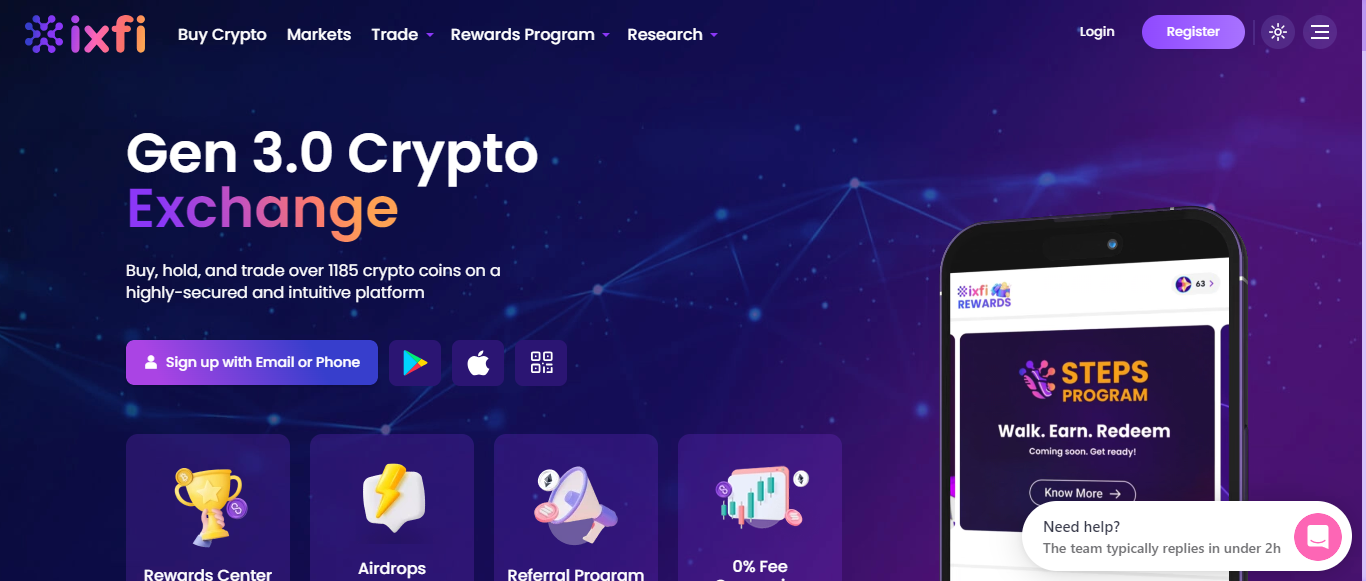 ixfi
Buy Crypto
Markets
Trade
Rewards Program
Research
Login
Register
Gen 3.0 Crypto
Exchange
Buy, hold, and trade over 1185 crypto coins on a
highly-secured and intuitive platform
Sign up with Email or Phone
Rewards Center
Airdrops
Referral Program
0% Fee
ixfi
REWARDS
63
STEPS
PROGRAM
Walk. Earn. Redeem
Coming soon. Get ready!
Know More
Need help?
The team typically replies in under 2h